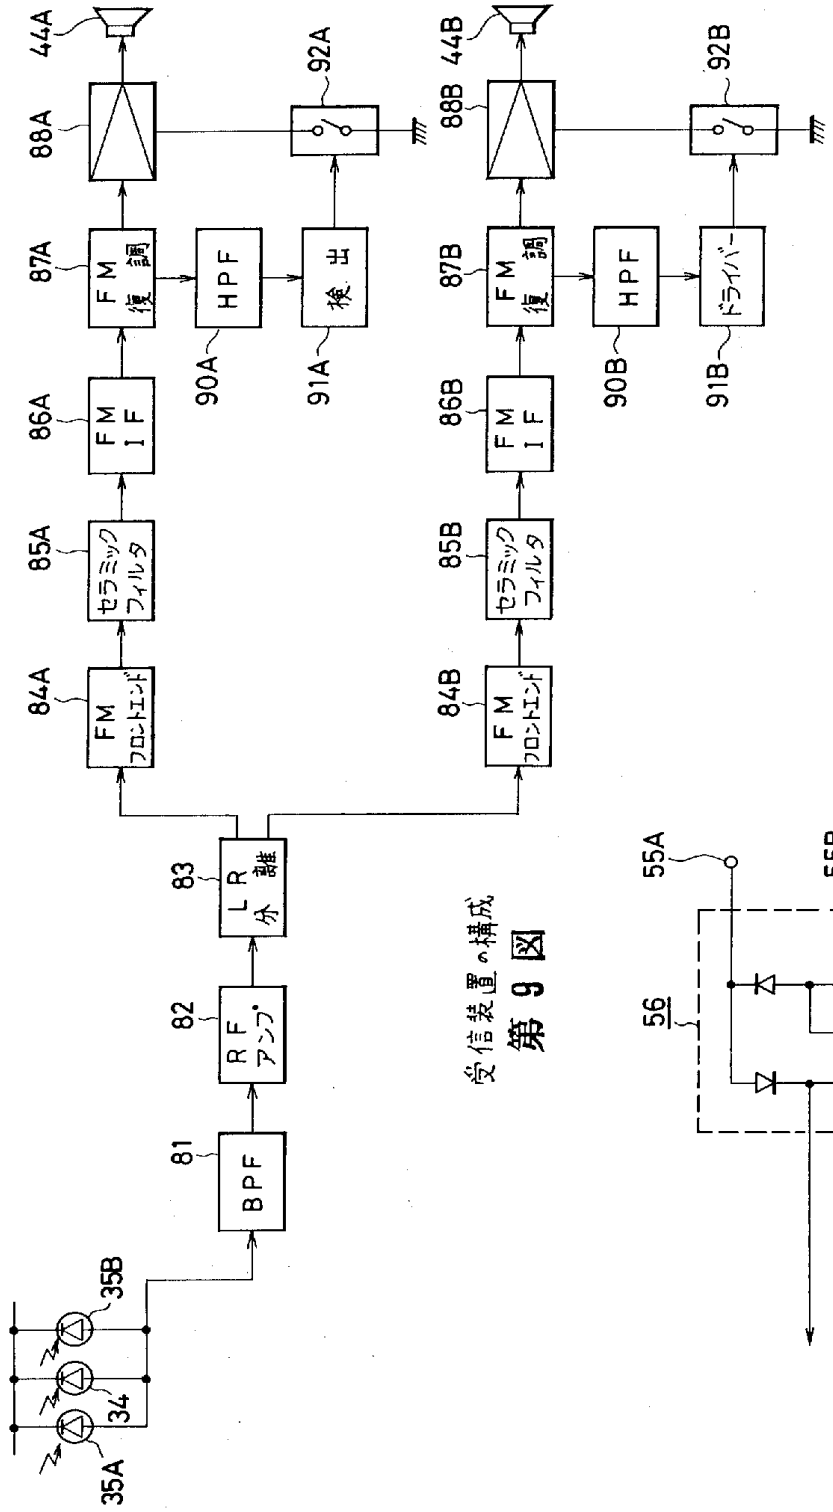 35A
34
35B
81
BPF
82
RF
アンプ
83
LR
分離
84A
FM
フロントエンド
85A
セラミック
フィルタ
86A
FM
IF
87A
FM
復調
88A
44A
90A
HPF
91A
検出
92A
84B
FM
フロントエンド
85B
セラミック
フィルタ
86B
FM
IF
87B
FM
復調
88B
44B
90B
HPF
91B
ドライバー
92B
受信装置の構成
第9図
56
55A
55B